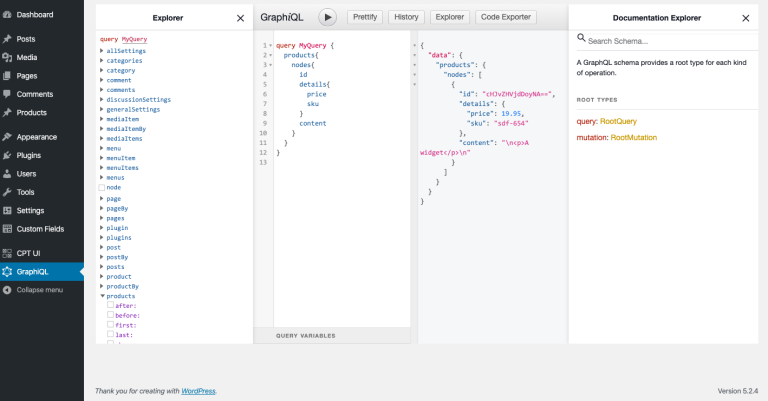 Dashboard
Posts
Media
Pages
Comments
Products
Appearance
Plugins
Users
Tools
Settings
Custom Fields
CPT UI
GraphiQL
Collapse menu
Explorer
query MyQuery
allSettings
categories
category
comment
comments
discussionSettings
generalSettings
mediaItem
mediaItemBy
mediaItems
menu
menuItem
menuItems
menus
node
page
pageBy
pages
plugin
plugins
post
postBy
posts
product
productBy
products
after:
before:
first:
last:
GraphiQL
Prettify
History
Explorer
Code Exporter
1 query MyQuery {
2 products{
3 nodes{
4 id
5 details{
6 price
7 sku
8 }
9 content
10 }
11 }
12 }
13
QUERY VARIABLES
{
"data": {
"products": {
"nodes": [
{
"id": "cHJvZHVjdDoyNA==",
"details": {
"price": 19.95,
"sku": "sdf-654"
},
"content": "\n<p>A
widget</p>\n"
}
]
}
}
}
Documentation Explorer
Search Schema...
A GraphQL schema provides a root type for each kind
of operation.
ROOT TYPES
query: RootQuery
mutation: RootMutation
Thank you for creating with WordPress.
Version 5.2.4